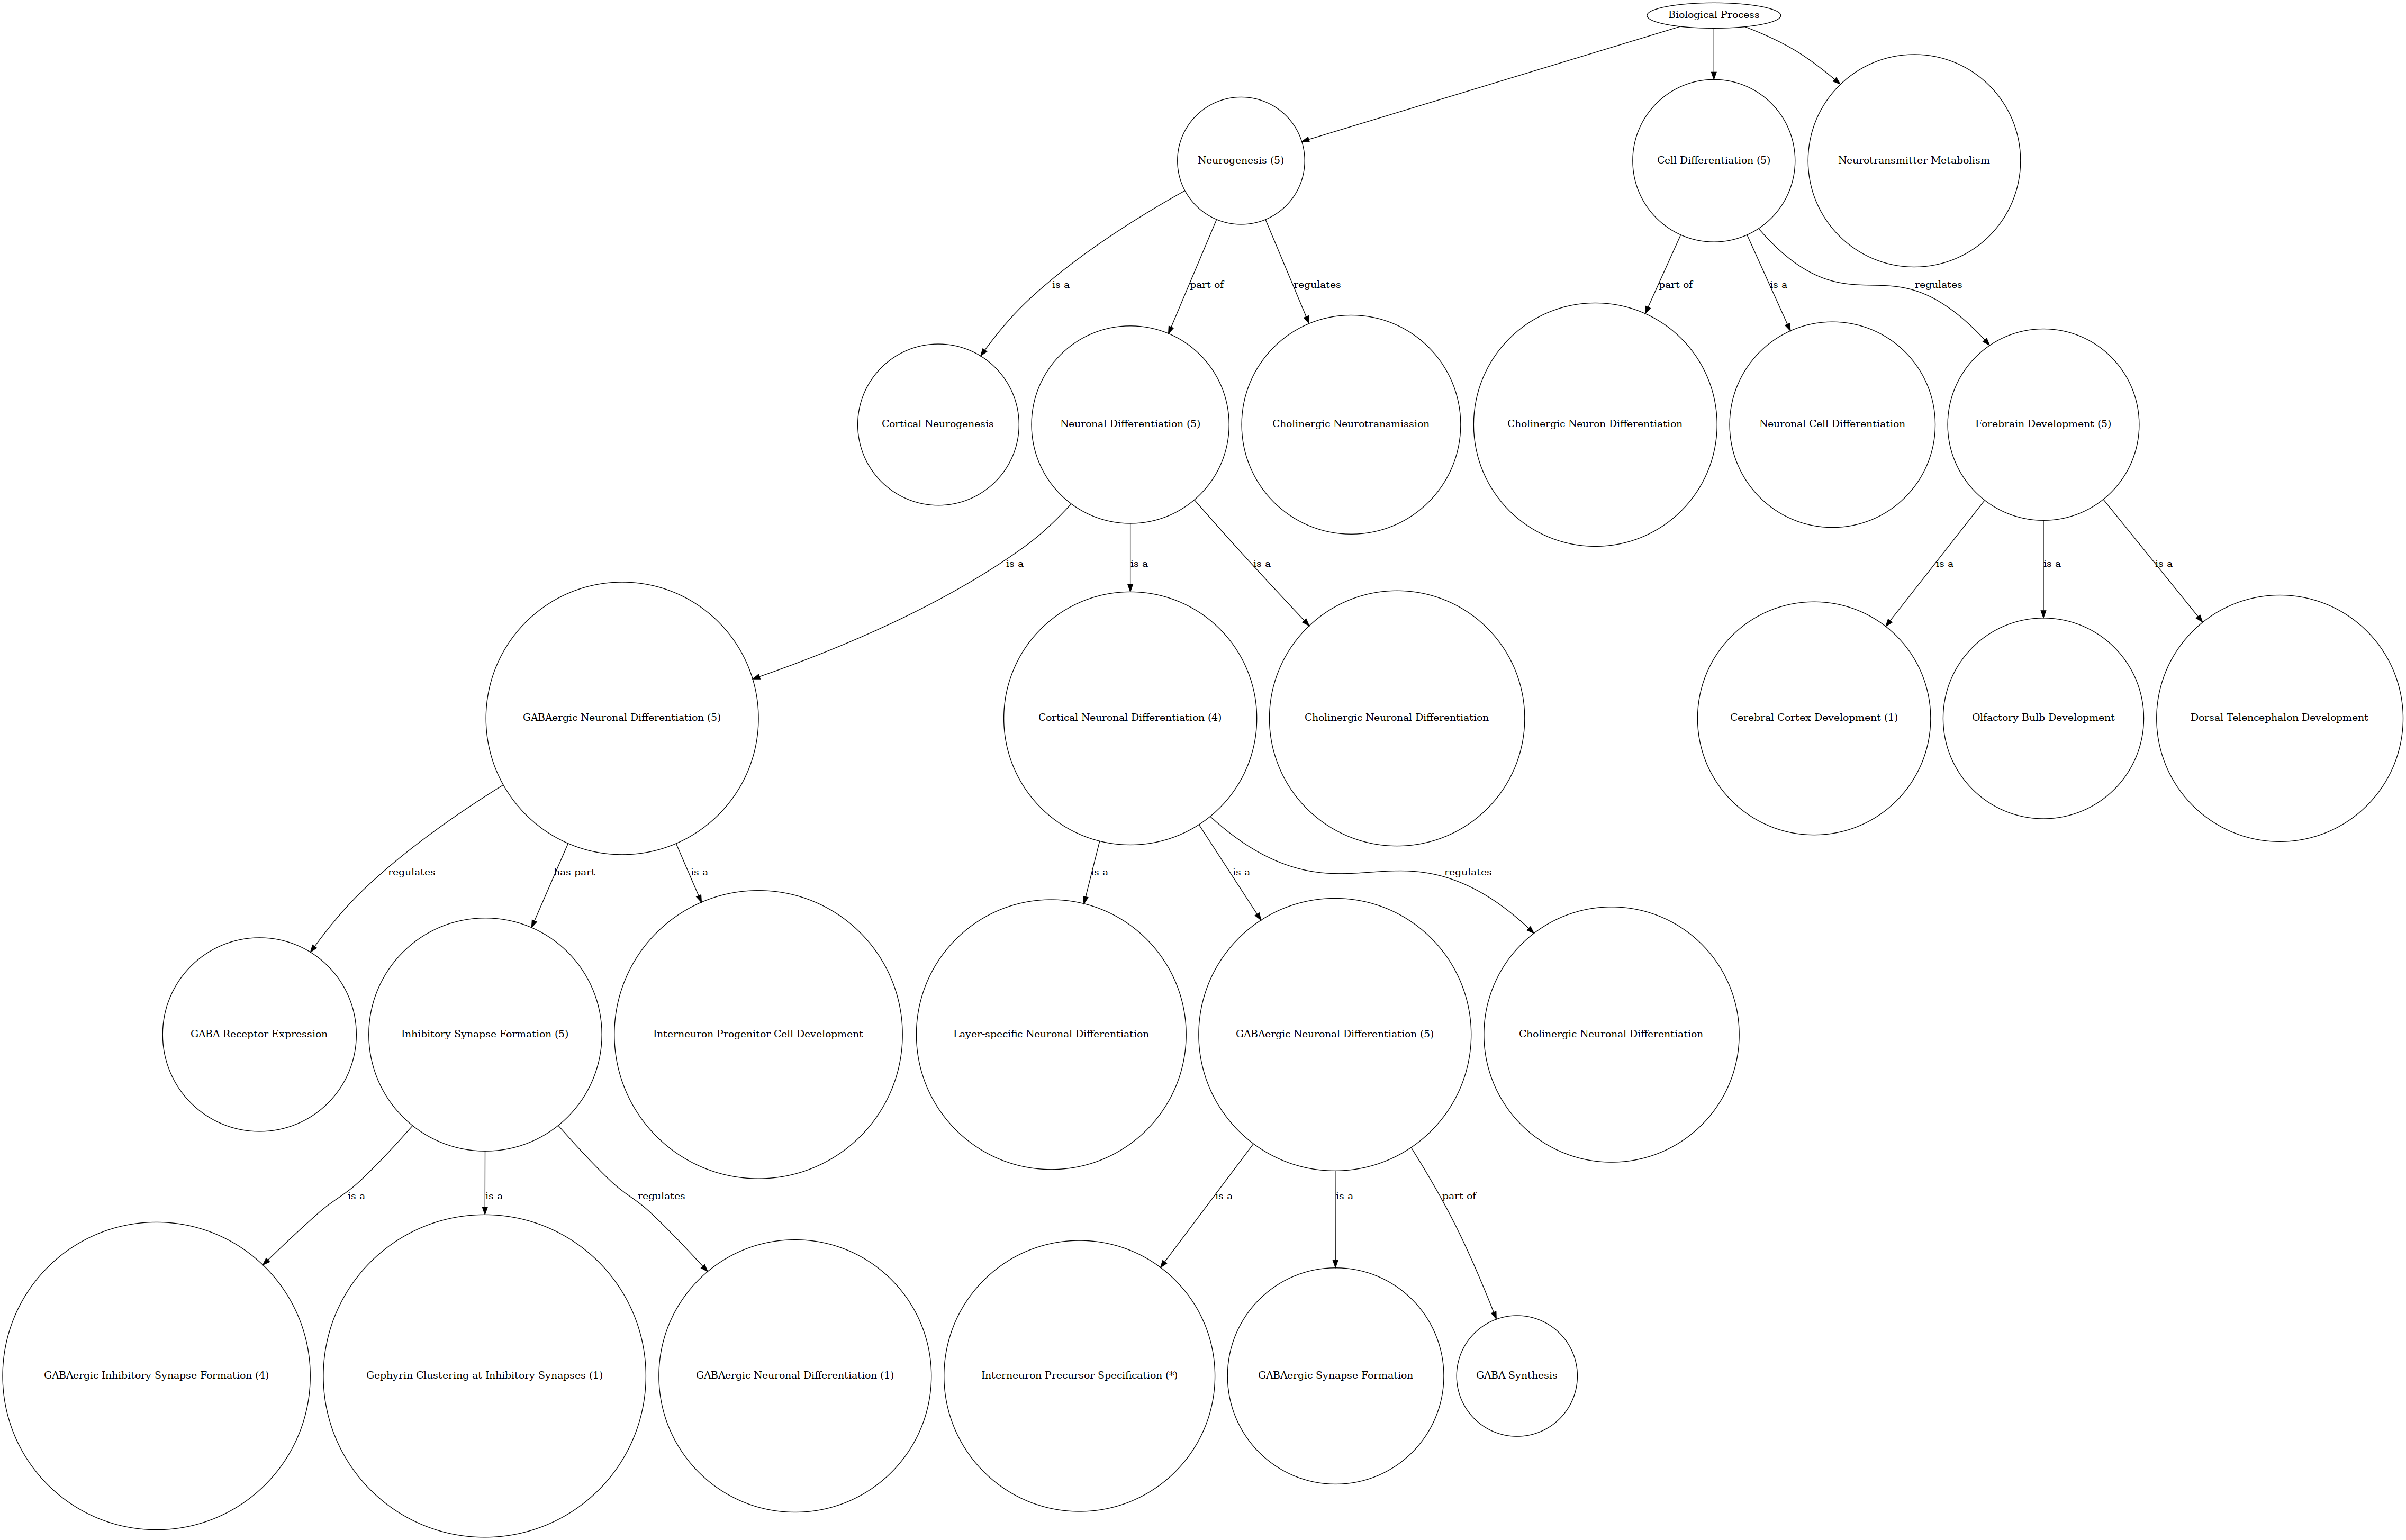 Biological Process
Neurogenesis (5)
Cell Differentiation (5)
Neurotransmitter Metabolism
is a
part of
regulates
part of
is a
regulates
Cortical Neurogenesis
Neuronal Differentiation (5)
Cholinergic Neurotransmission
Cholinergic Neuron Differentiation
Neuronal Cell Differentiation
Forebrain Development (5)
is a
is a
is a
is a
is a
is a
GABAergic Neuronal Differentiation (5)
Cortical Neuronal Differentiation (4)
Cholinergic Neuronal Differentiation
Cerebral Cortex Development (1)
Olfactory Bulb Development
Dorsal Telencephalon Development
regulates
has part
is a
is a
is a
regulates
GABA Receptor Expression
Inhibitory Synapse Formation (5)
Interneuron Progenitor Cell Development
Layer-specific Neuronal Differentiation
GABAergic Neuronal Differentiation (5)
Cholinergic Neuronal Differentiation
is a
is a
regulates
is a
is a
part of
GABAergic Inhibitory Synapse Formation (4)
Gephyrin Clustering at Inhibitory Synapses (1)
GABAergic Neuronal Differentiation (1)
Interneuron Precursor Specification (*)
GABAergic Synapse Formation
GABA Synthesis